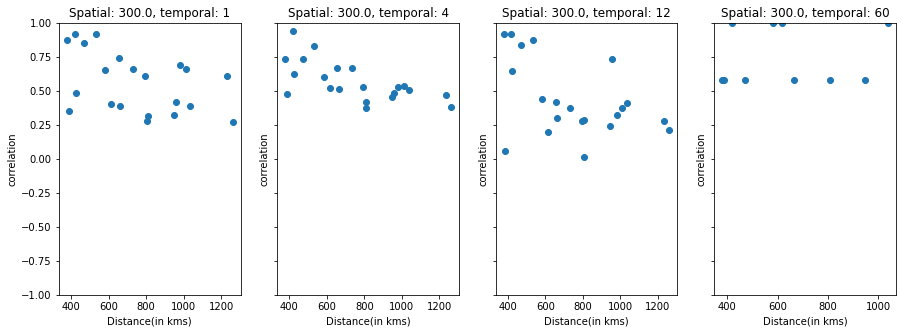 Spatial: 300.0, temporal: 1
Spatial: 300.0, temporal: 4
Spatial: 300.0, temporal: 12
Spatial: 300.0, temporal: 60
1.00
0.75
0.50
0.25
0.00
−0.25
−0.50
−0.75
−1.00
correlation
correlation
correlation
correlation
400 600 800 1000 1200
400 600 800 1000 1200
400 600 800 1000 1200
400 600 800 1000
Distance(in kms)
Distance(in kms)
Distance(in kms)
Distance(in kms)